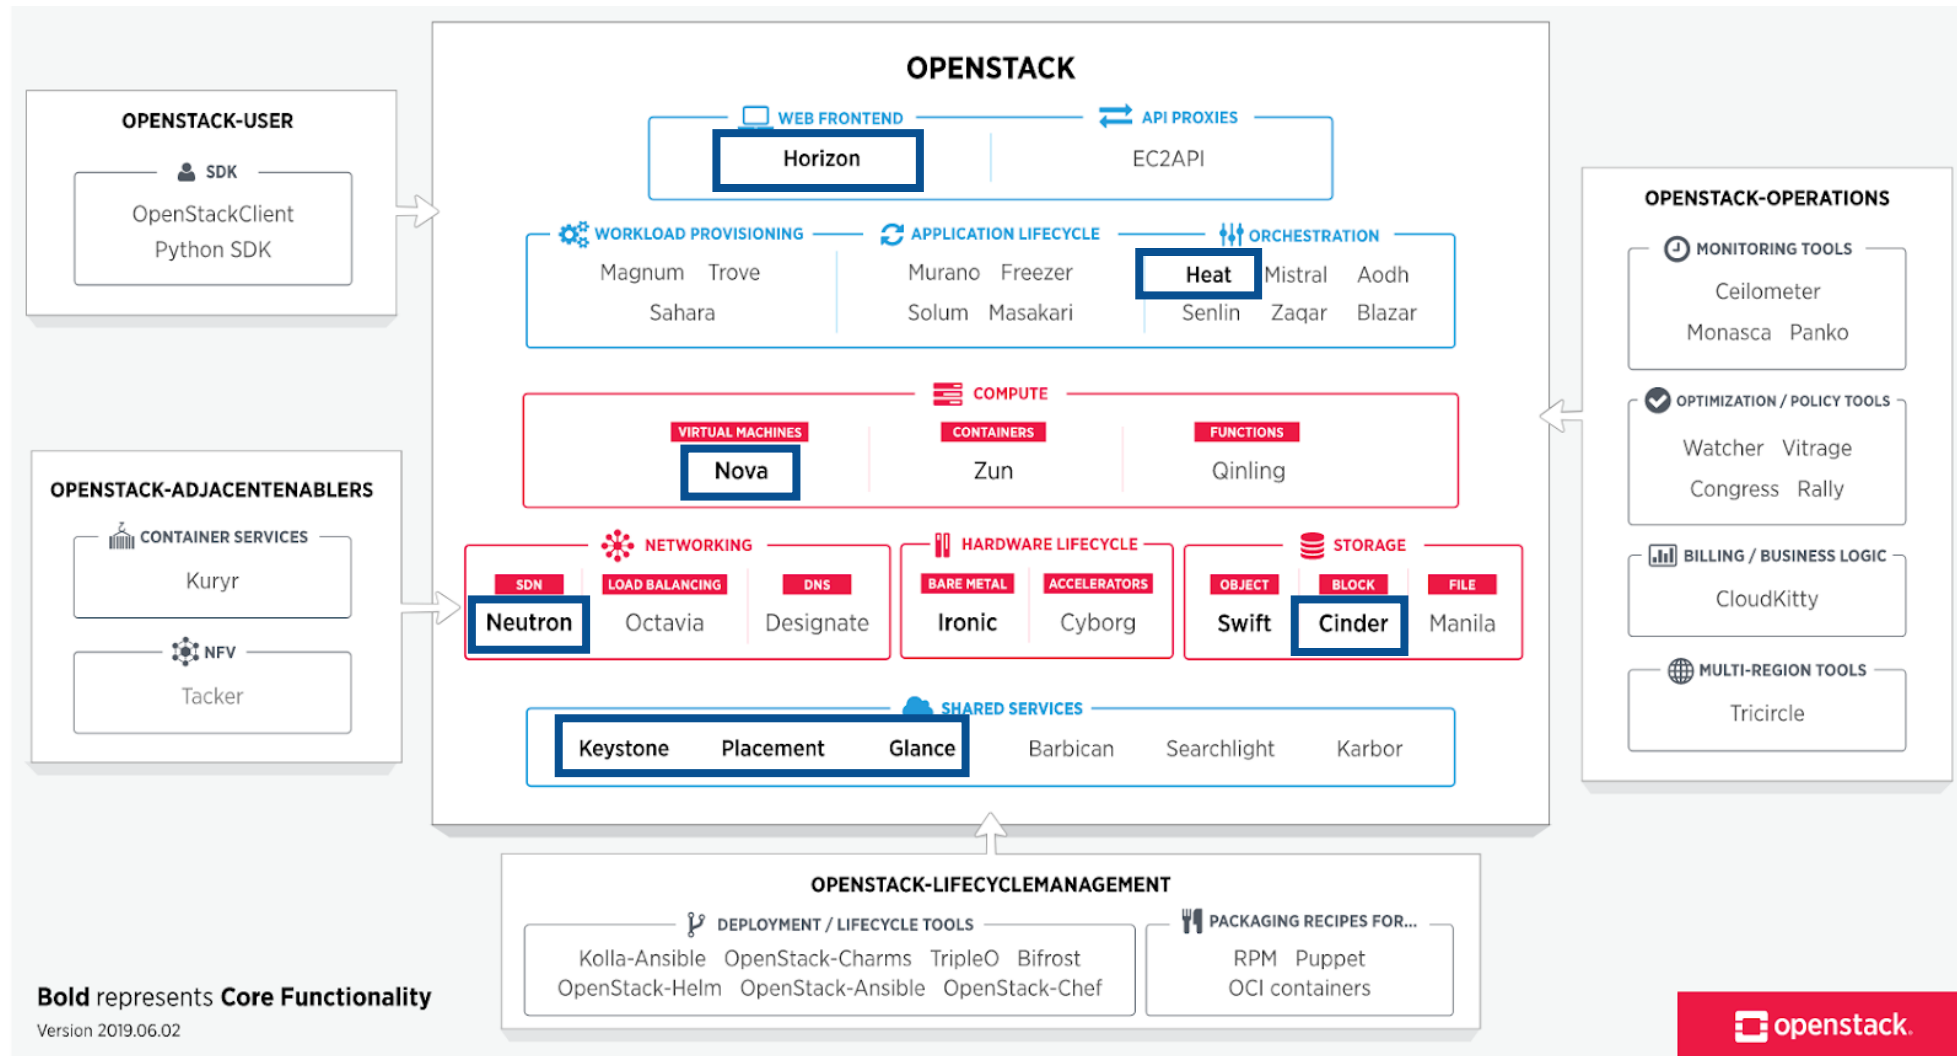 OPENSTACK
WEB FRONTEND
Horizon
API PROXIES
EC2API
WORKLOAD PROVISIONING
Magnum Trove
Sahara
APPLICATION LIFECYCLE
Murano Freezer
Solum Masakari
ORCHESTRATION
Heat Mistral Aodh
Senlin Zaqar Blazar
COMPUTE
VIRTUAL MACHINES
Nova
CONTAINERS
Zun
FUNCTIONS
Qinling
NETWORKING
SDN
Neutron
LOAD BALANCING
Octavia
DNS
Designate
HARDWARE LIFECYCLE
BARE METAL
Ironic
ACCELERATORS
Cyborg
STORAGE
OBJECT
Swift
BLOCK
Cinder
FILE
Manila
SHARED SERVICES
Keystone Placement Glance Barbican Searchlight Karbor
OPENSTACK-USER
SDK
OpenStackClient
Python SDK
OPENSTACK-ADJACENTENABLERS
CONTAINER SERVICES
Kuryr
NFV
Tacker
OPENSTACK-OPERATIONS
MONITORING TOOLS
Ceilometer
Monasca Panko
OPTIMIZATION / POLICY TOOLS
Watcher Vitrage
Congress Rally
BILLING / BUSINESS LOGIC
CloudKitty
MULTI-REGION TOOLS
Tricircle
OPENSTACK-LIFECYCLEMANAGEMENT
DEPLOYMENT / LIFECYCLE TOOLS
Kolla-Ansible OpenStack-Charms TripleO Bifrost
OpenStack-Helm OpenStack-Ansible OpenStack-Chef
PACKAGING RECIPES FOR...
RPM Puppet
OCI containers
Bold represents Core Functionality
Version 2019.06.02
openstack.